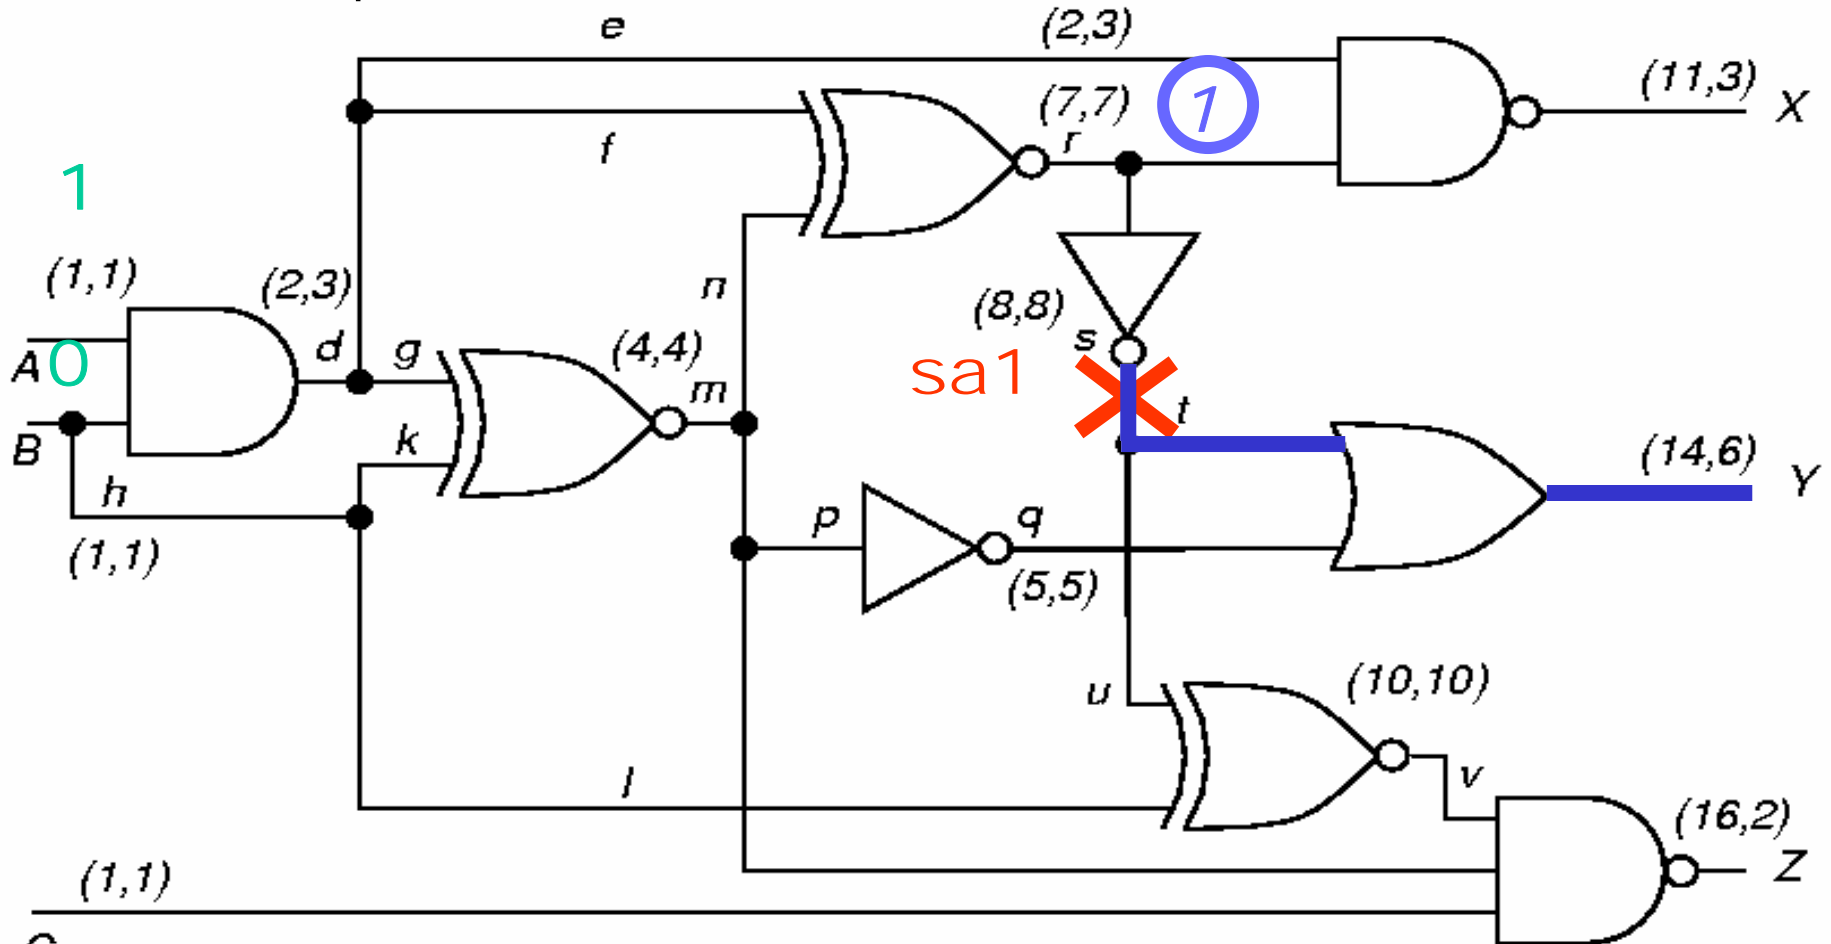 e
(2,3)
(11,3)
X
(7,7)
1
r
f
1
(1,1)
(2,3)
n
(8,8)
s
A
0
d
g
(4,4)
m
sa1
t
B
k
(14,6)
Y
h
p
q
(1,1)
(5,5)
u
(10,10)
l
v
(16,2)
Z
(1,1)